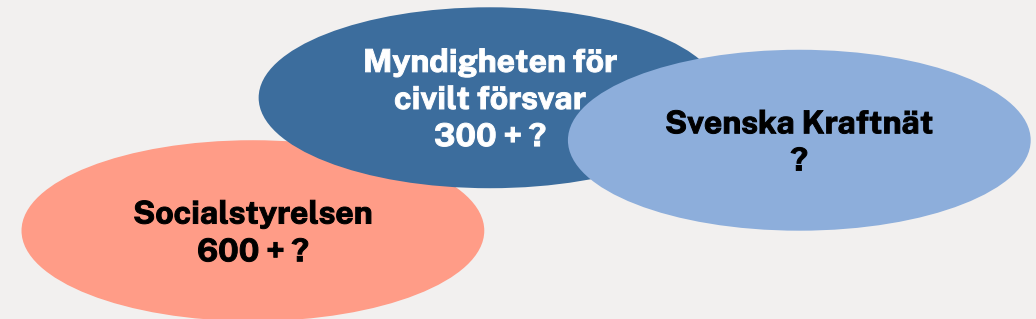 Myndigheten för
civilt försvar
300 + ?
Svenska Kraftnät
?
Socialstyrelsen
600 + ?